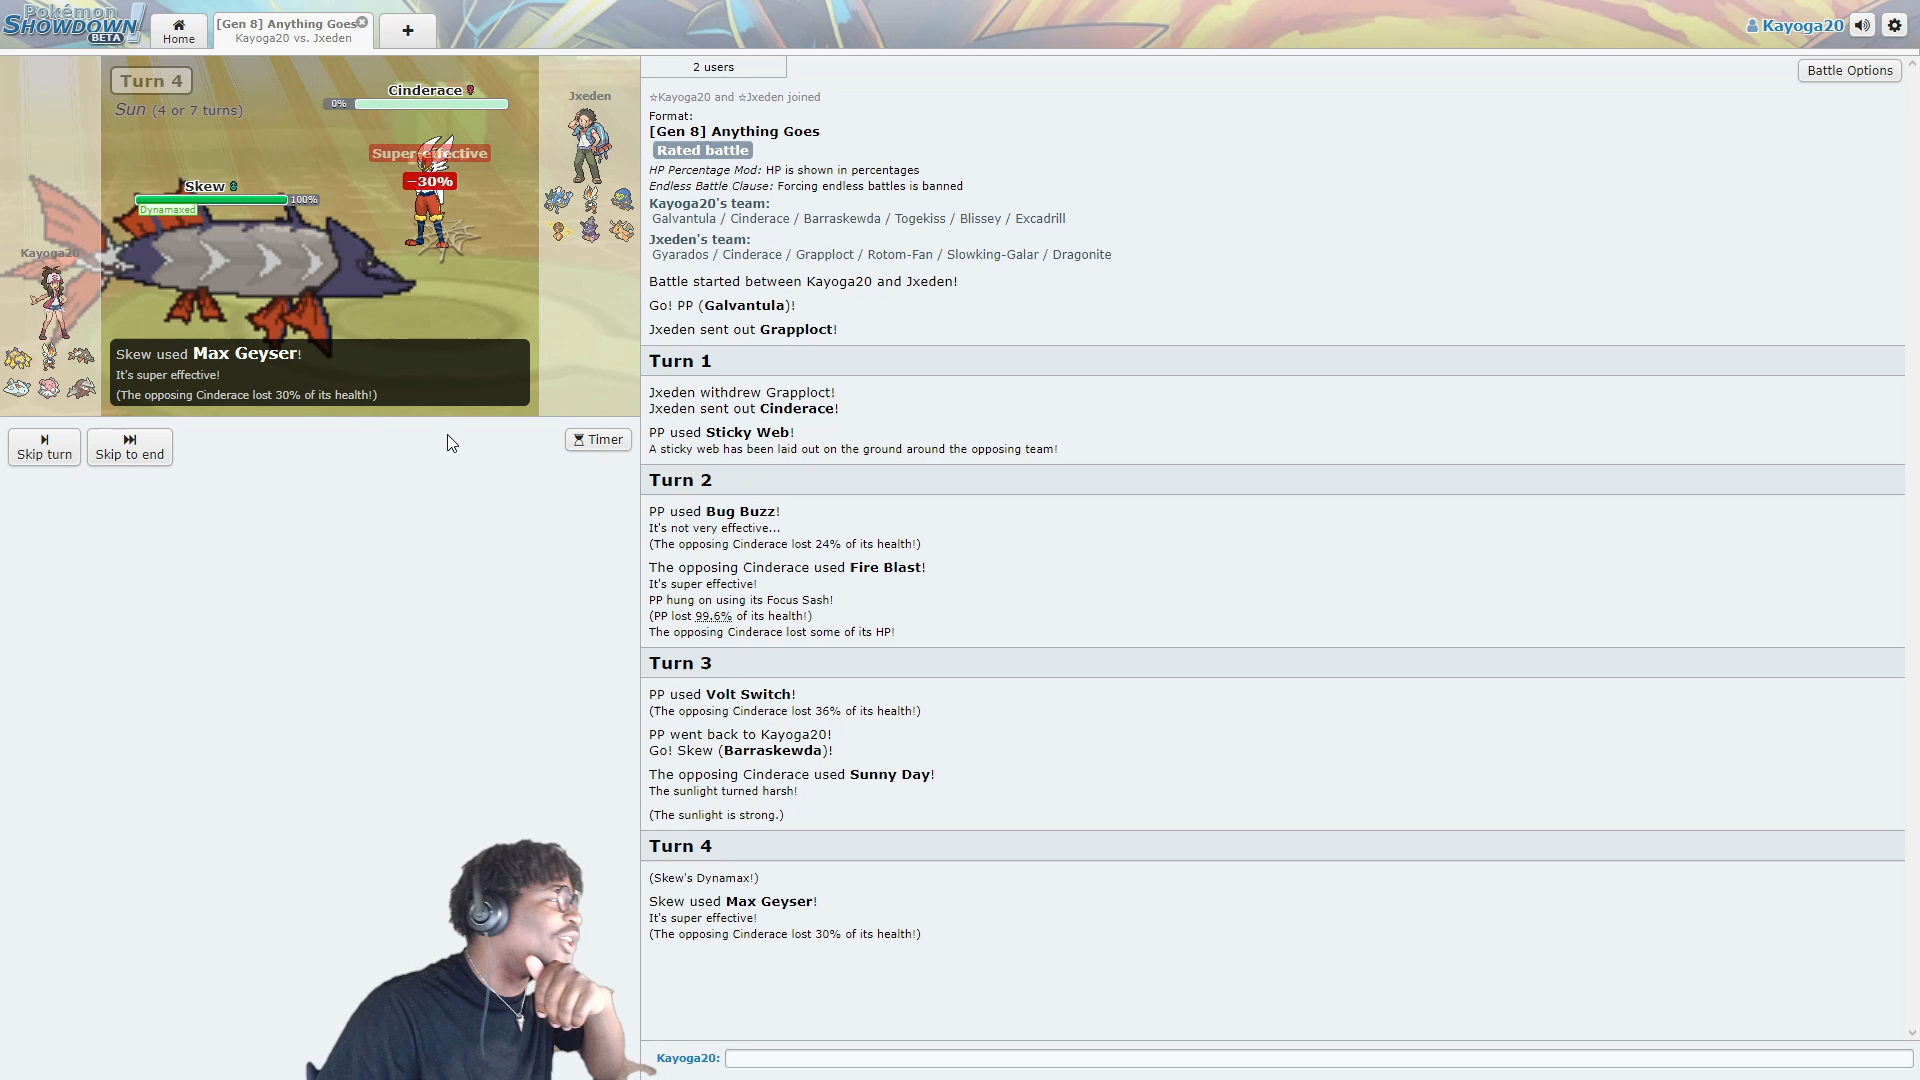 Pokémon
SHOWDOWN!
BETA
Home
[Gen 8] Anything Goes
Kayoga20 vs. Jxeden
+
Kayoga20
Turn 4
Sun (4 or 7 turns)
Cinderace
0%
Super-effective
−30%
Skew
100%
Dynamaxed
Kayoga20
Jxeden
Skew used Max Geyser!
It's super effective!
(The opposing Cinderace lost 30% of its health!)
Skip turn
Skip to end
Timer
2 users
Battle Options
☆Kayoga20 and ☆Jxeden joined
Format:
[Gen 8] Anything Goes
Rated battle
HP Percentage Mod: HP is shown in percentages
Endless Battle Clause: Forcing endless battles is banned
Kayoga20's team:
Galvantula / Cinderace / Barraskewda / Togekiss / Blissey / Excadrill
Jxeden's team:
Gyarados / Cinderace / Grapploct / Rotom-Fan / Slowking-Galar / Dragonite
Battle started between Kayoga20 and Jxeden!
Go! PP (Galvantula)!
Jxeden sent out Grapploct!
Turn 1
Jxeden withdrew Grapploct!
Jxeden sent out Cinderace!
PP used Sticky Web!
A sticky web has been laid out on the ground around the opposing team!
Turn 2
PP used Bug Buzz!
It's not very effective...
(The opposing Cinderace lost 24% of its health!)
The opposing Cinderace used Fire Blast!
It's super effective!
PP hung on using its Focus Sash!
(PP lost 99.6% of its health!)
The opposing Cinderace lost some of its HP!
Turn 3
PP used Volt Switch!
(The opposing Cinderace lost 36% of its health!)
PP went back to Kayoga20!
Go! Skew (Barraskewda)!
The opposing Cinderace used Sunny Day!
The sunlight turned harsh!
(The sunlight is strong.)
Turn 4
(Skew's Dynamax!)
Skew used Max Geyser!
It's super effective!
(The opposing Cinderace lost 30% of its health!)
Kayoga20: